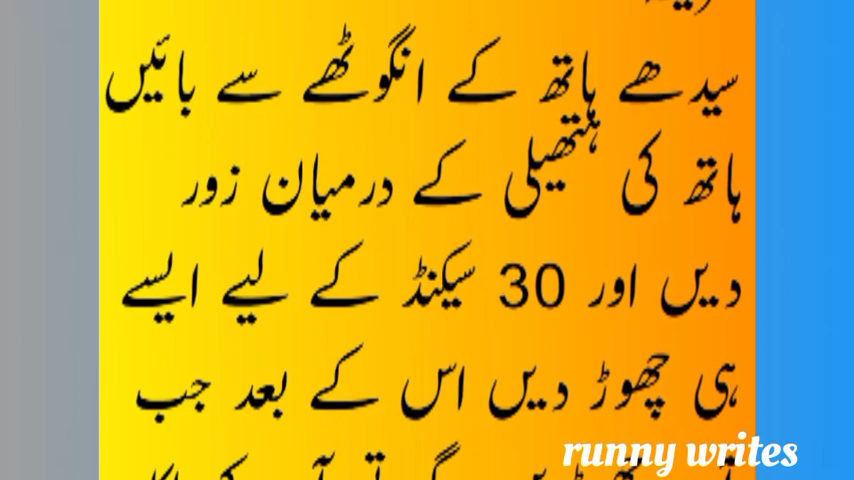 سیدھے ہاتھ کے انگوٹھے سے بائیں
ہاتھ کی ہتھیلی کے درمیان زور
دیں اور 30 سیکنڈ کے لیے ایسے
ہی چھوڑ دیں اس کے بعد جب
runny writes